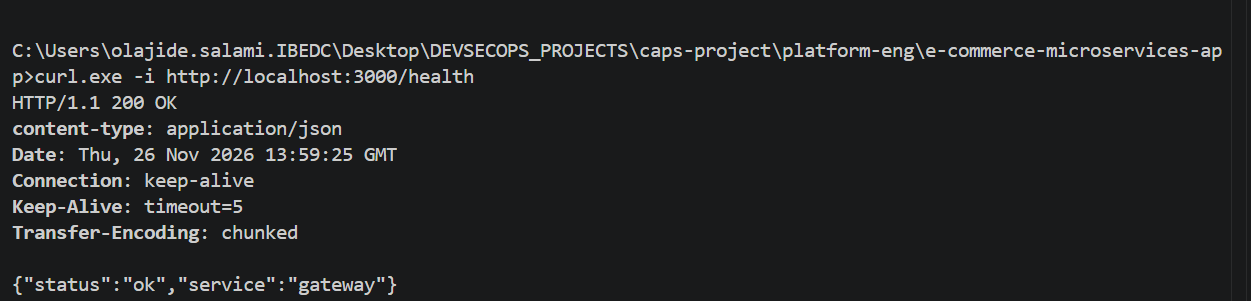 C:\Users\olajide.salami.IBEDC\Desktop\DEVSECOPS_PROJECTS\caps-project\platform-eng\e-commerce-microservices-ap
p>curl.exe -i http://localhost:3000/health
HTTP/1.1 200 OK
content-type: application/json
Date: Thu, 26 Nov 2026 13:59:25 GMT
Connection: keep-alive
Keep-Alive: timeout=5
Transfer-Encoding: chunked
{"status":"ok","service":"gateway"}